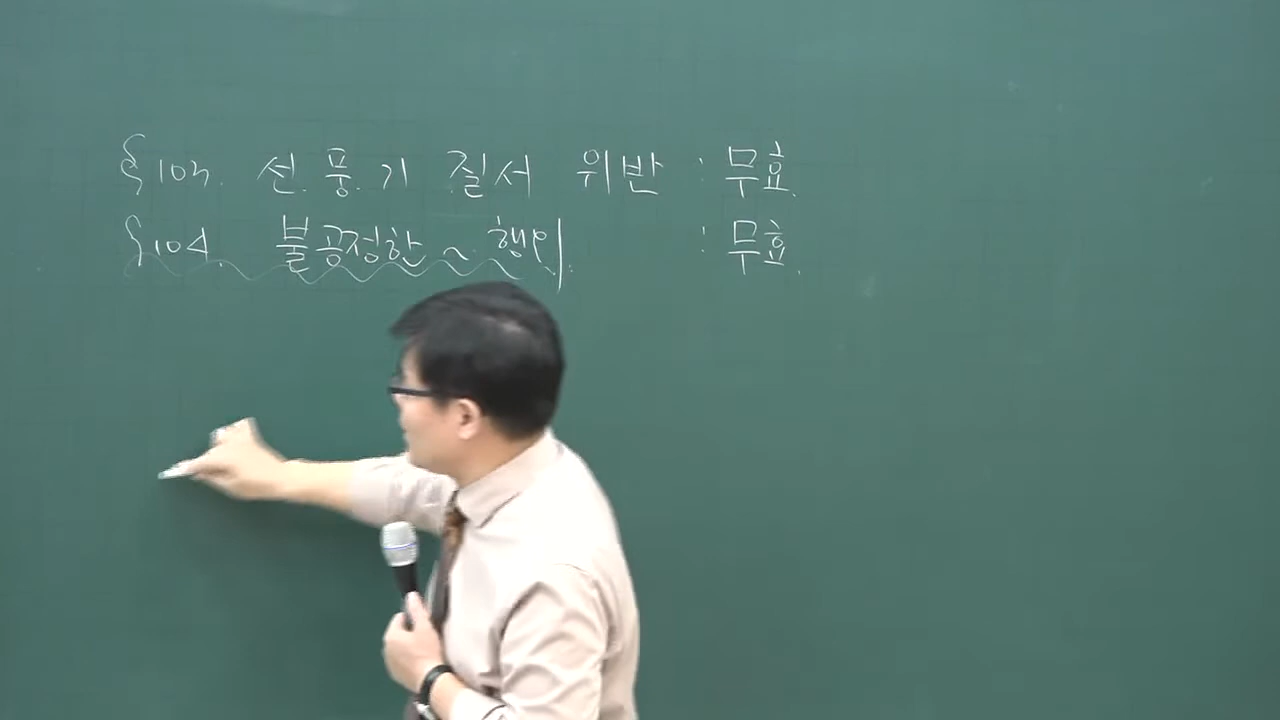 §103. 선.풍.기 질서 위반 : 무효.
§104. 불공정한 ~ 행위. : 무효.